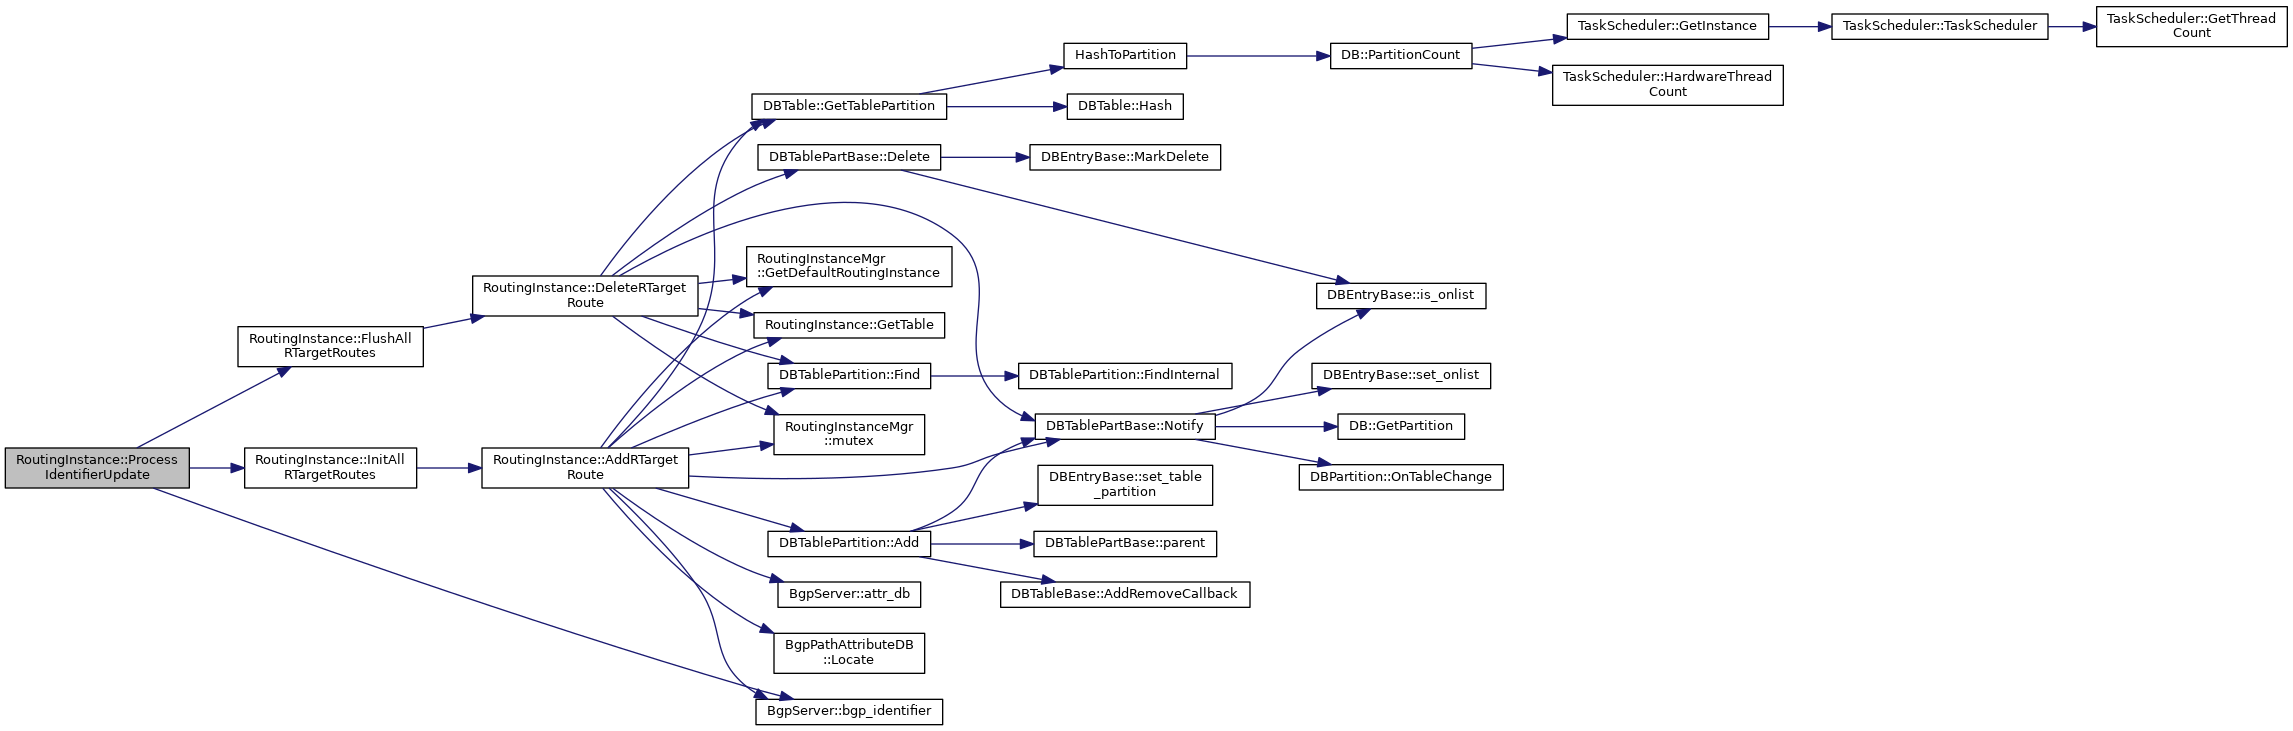 RoutingInstance::Process
IdentifierUpdate
RoutingInstance::FlushAll
RTargetRoutes
RoutingInstance::InitAll
RTargetRoutes
RoutingInstance::DeleteRTarget
Route
RoutingInstance::AddRTarget
Route
DBTable::GetTablePartition
DBTablePartBase::Delete
RoutingInstanceMgr
::GetDefaultRoutingInstance
RoutingInstance::GetTable
DBTablePartition::Find
RoutingInstanceMgr
::mutex
DBTablePartition::Add
BgpServer::attr_db
BgpPathAttributeDB
::Locate
BgpServer::bgp_identifier
HashToPartition
DBTable::Hash
DBEntryBase::MarkDelete
DBTablePartition::FindInternal
DBTablePartBase::Notify
DBEntryBase::set_table
_partition
DBTablePartBase::parent
DBTableBase::AddRemoveCallback
DB::PartitionCount
DBEntryBase::is_onlist
DBEntryBase::set_onlist
DB::GetPartition
DBPartition::OnTableChange
TaskScheduler::GetInstance
TaskScheduler::HardwareThread
Count
TaskScheduler::TaskScheduler
TaskScheduler::GetThread
Count